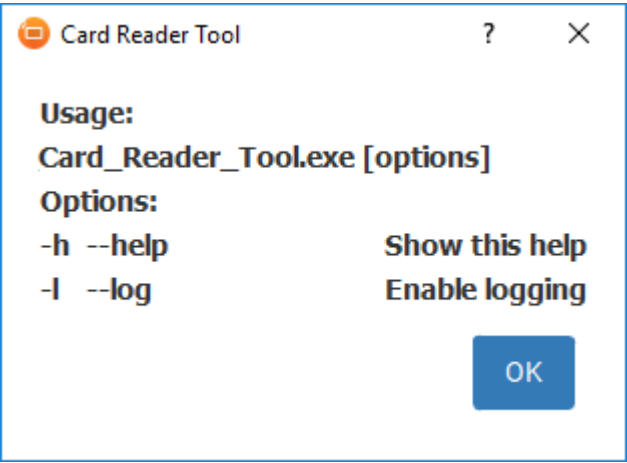 Card Reader Tool ?
Usage:
Card_Reader_Tool.exe [options]
Options:
-h --help Show this help
-l --log Enable logging
OK